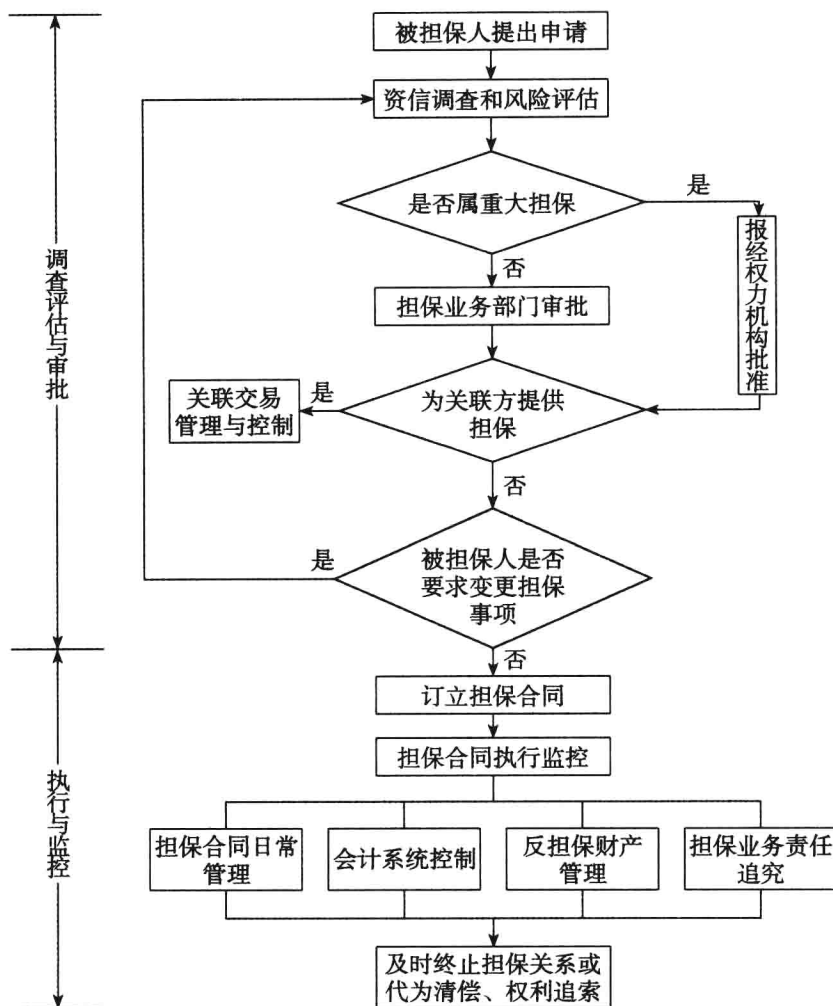 被担保人提出申请
资信调查和风险评估
是否属重大担保
是
报经权力机构批准
否
担保业务部门审批
调查评估与审批
为关联方提供
担保
是
关联交易
管理与控制
否
被担保人是否
要求变更担保
事项
是
否
订立担保合同
担保合同执行监控
执行与监控
担保合同日常
管理
会计系统控制
反担保财产
管理
担保业务责任
追究
及时终止担保关系或
代为清偿、权利追索